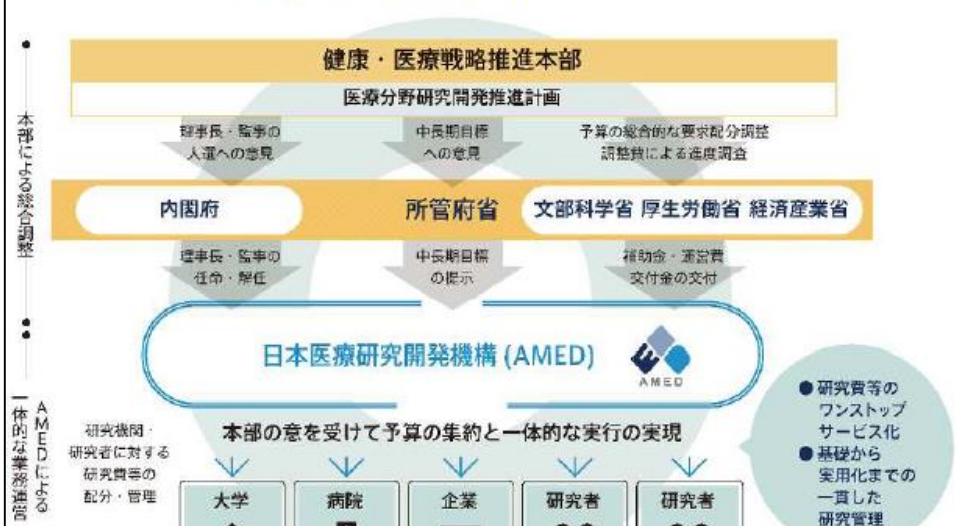 健康・医療戦略推進本部
医療分野研究開発推進計画
理事長・監事の
人選への意見
中長期目標
への意見
予算の総合的な要求配分調整
調整費による進度調査
本部による総合調整
内閣府
所管府省
文部科学省 厚生労働省 経済産業省
理事長・監事の
任命・解任
中長期目標
の提示
補助金・運営費
交付金の交付
日本医療研究開発機構 (AMED)
AMED
AMEDによる
一体的な業務運営
研究機関・
研究者に対する
研究費等の
配分・管理
本部の意を受けて予算の集約と一体的な実行の実現
大学
病院
企業
研究者
研究者
●研究費等の
ワンストップ
サービス化
●基礎から
実用化までの
一貫した
研究管理